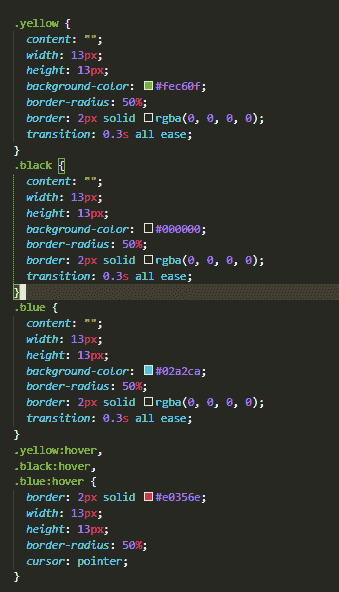 .yellow {
content: "";
width: 13px;
height: 13px;
background-color: #fec60f;
border-radius: 50%;
border: 2px solid rgba(0, 0, 0, 0);
transition: 0.3s all ease;
}
.black {
content: "";
width: 13px;
height: 13px;
background-color: #000000;
border-radius: 50%;
border: 2px solid rgba(0, 0, 0, 0);
transition: 0.3s all ease;
}
.blue {
content: "";
width: 13px;
height: 13px;
background-color: #02a2ca;
border-radius: 50%;
border: 2px solid rgba(0, 0, 0, 0);
transition: 0.3s all ease;
}
.yellow:hover,
.black:hover,
.blue:hover {
border: 2px solid #e0356e;
width: 13px;
height: 13px;
border-radius: 50%;
cursor: pointer;
}